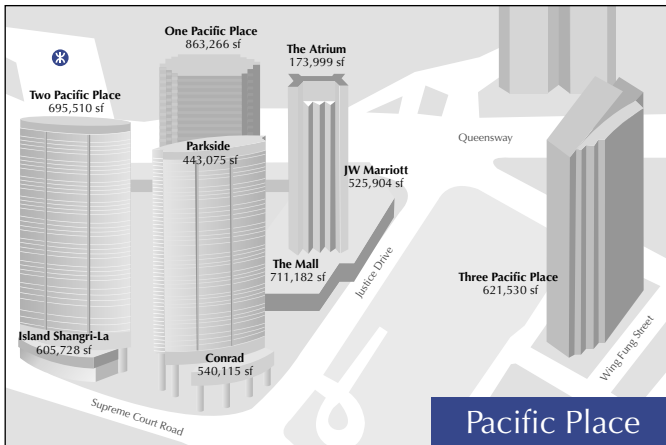 One Pacific Place
863,266 sf
The Atrium
173,999 sf
Two Pacific Place
695,510 sf
Queensway
Parkside
443,075 sf
JW Marriott
525,904 sf
The Mall
711,182 sf
Justice Drive
Three Pacific Place
621,530 sf
Island Shangri-La
605,728 sf
Conrad
540,115 sf
Wing Fung Street
Supreme Court Road
Pacific Place